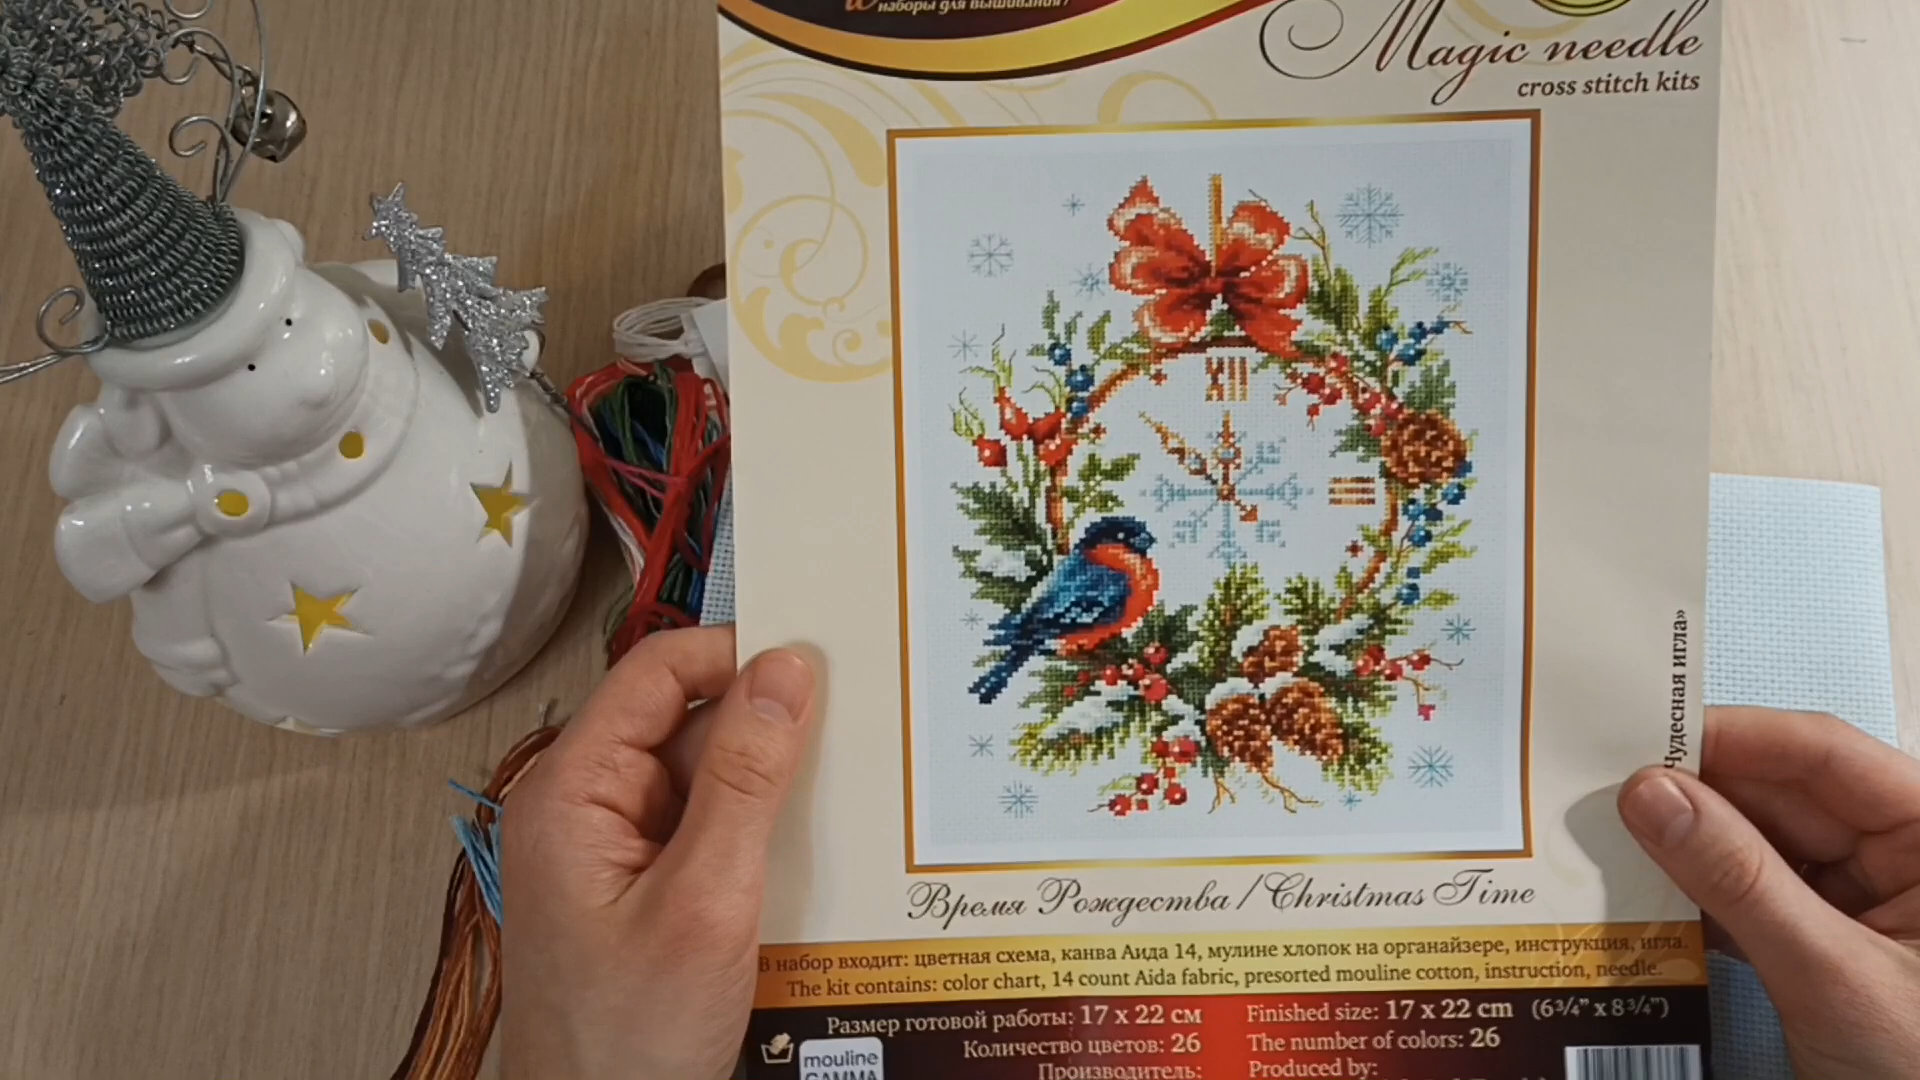 наборы для вышивания
Magic needle
cross stitch kits
XII
III
Чудесная игла»
Время Рождества / Christmas Time
В набор входит: цветная схема, канва Аида 14, мулине хлопок на органайзере, инструкция, игла.
The kit contains: color chart, 14 count Aida fabric, presorted mouline cotton, instruction, needle.
Размер готовой работы: 17 x 22 см
Finished size: 17 x 22 cm (6¾" x 8¾")
Количество цветов: 26
The number of colors: 26
mouline
GAMMA
Производитель:
Produced by: